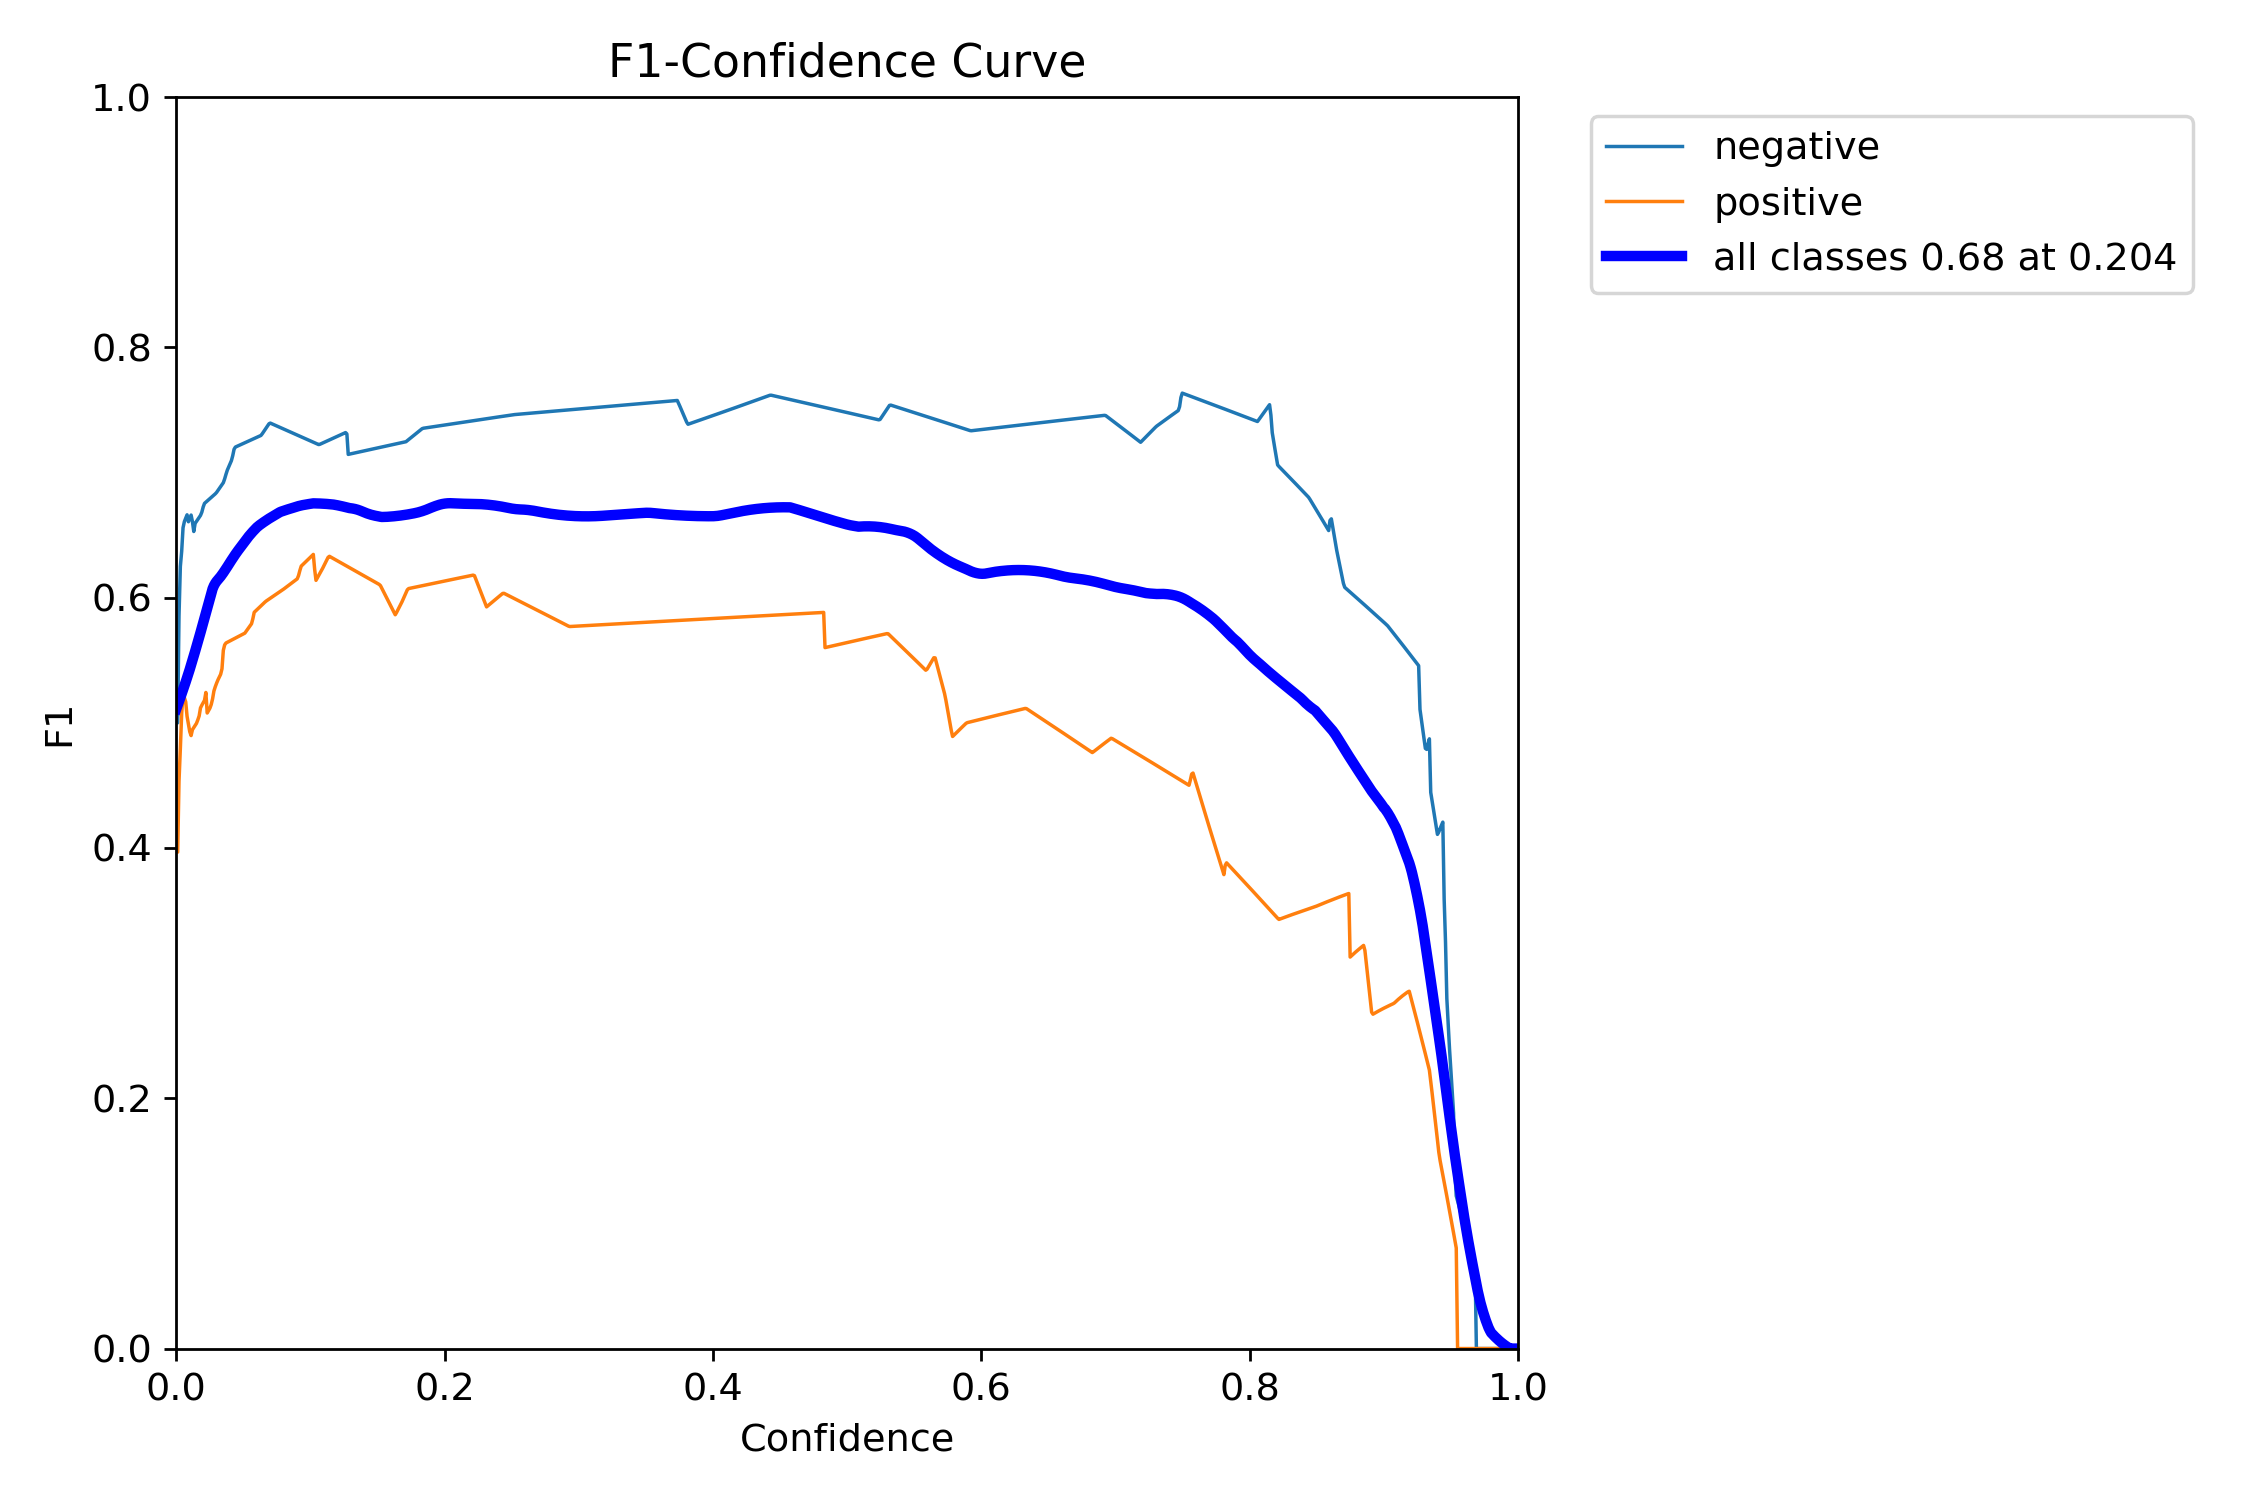 F1-Confidence Curve
1.0
0.8
0.6
0.4
0.2
0.0
F1
0.0 0.2 0.4 0.6 0.8 1.0
Confidence
negative
positive
all classes 0.68 at 0.204